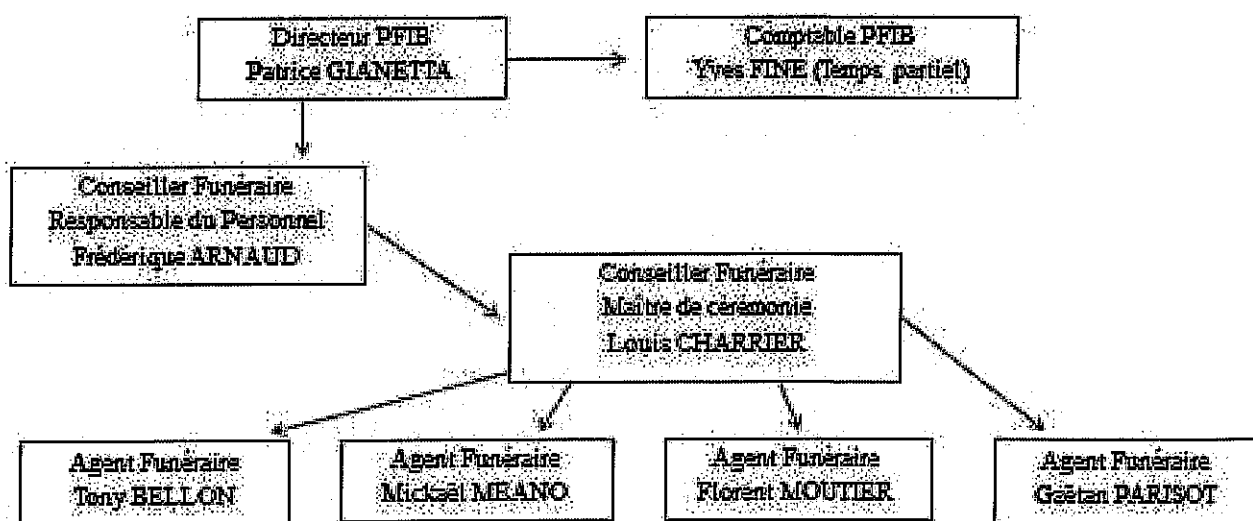 Directeur PFIB
Patrice GIANETTA
Comptable PFIB
Yves FINE (Temps partiel)
Conseiller Funéraire
Responsable du Personnel
Fréderique ARNAUD
Conseiller Funéraire
Maître de cérémonie
Louis CHARRIER
Agent Funéraire
Tony BELLON
Agent Funéraire
Mickaël MEANO
Agent Funéraire
Florent MOUTIER
Agent Funéraire
Gaëtan PARISOT